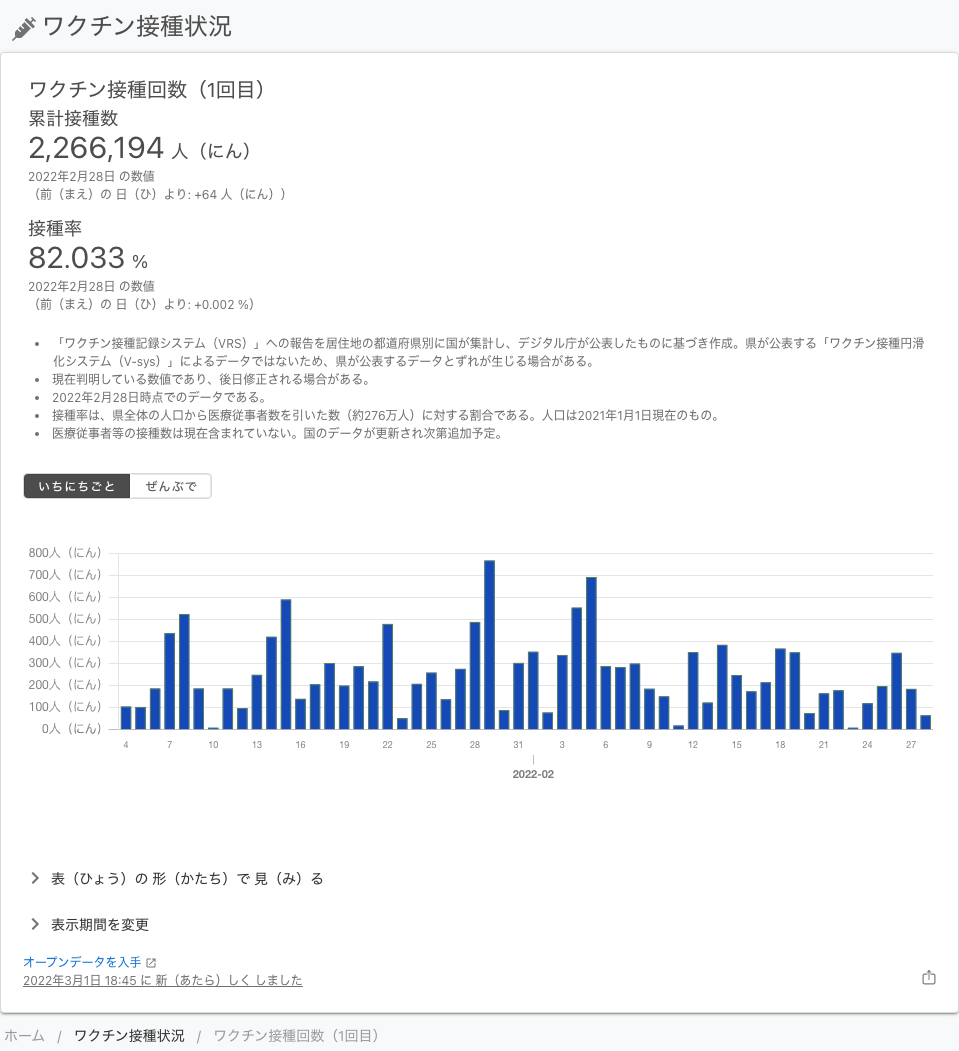 ワクチン接種状況
ワクチン接種回数（1回目）
累計接種数
2,266,194 人（にん）
2022年2月28日 の数値
（前（まえ）の 日（ひ）より: +64 人（にん））
接種率
82.033 %
2022年2月28日 の数値
（前（まえ）の 日（ひ）より: +0.002 %）
• 「ワクチン接種記録システム（VRS）」への報告を居住地の都道府県別に国が集計し、デジタル庁が公表したものに基づき作成。県が公表する「ワクチン接種円滑
化システム（V-sys）」によるデータではないため、県が公表するデータとずれが生じる場合がある。
• 現在判明している数値であり、後日修正される場合がある。
• 2022年2月28日時点でのデータである。
• 接種率は、県全体の人口から医療従事者数を引いた数（約276万人）に対する割合である。人口は2021年1月1日現在のもの。
• 医療従事者等の接種数は現在含まれていない。国のデータが更新され次第追加予定。
いちにちごと ぜんぶで
800人（にん）
700人（にん）
600人（にん）
500人（にん）
400人（にん）
300人（にん）
200人（にん）
100人（にん）
0人（にん）
4 7 10 13 16 19 22 25 28 31 3 6 9 12 15 18 21 24 27
2022-02
表（ひょう）の 形（かたち）で 見（み）る
表示期間を変更
オープンデータを入手
2022年3月1日 18:45 に 新（あたら）しく しました
ホーム / ワクチン接種状況 / ワクチン接種回数（1回目）